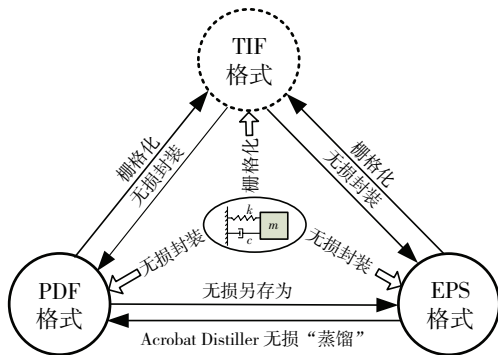 TIF
格式
栅格化
无损封装
栅格化
栅格化
无损封装
k
m
c
无损封装
无损封装
PDF
格式
无损另存为
EPS
格式
Acrobat Distiller 无损“蒸馏”